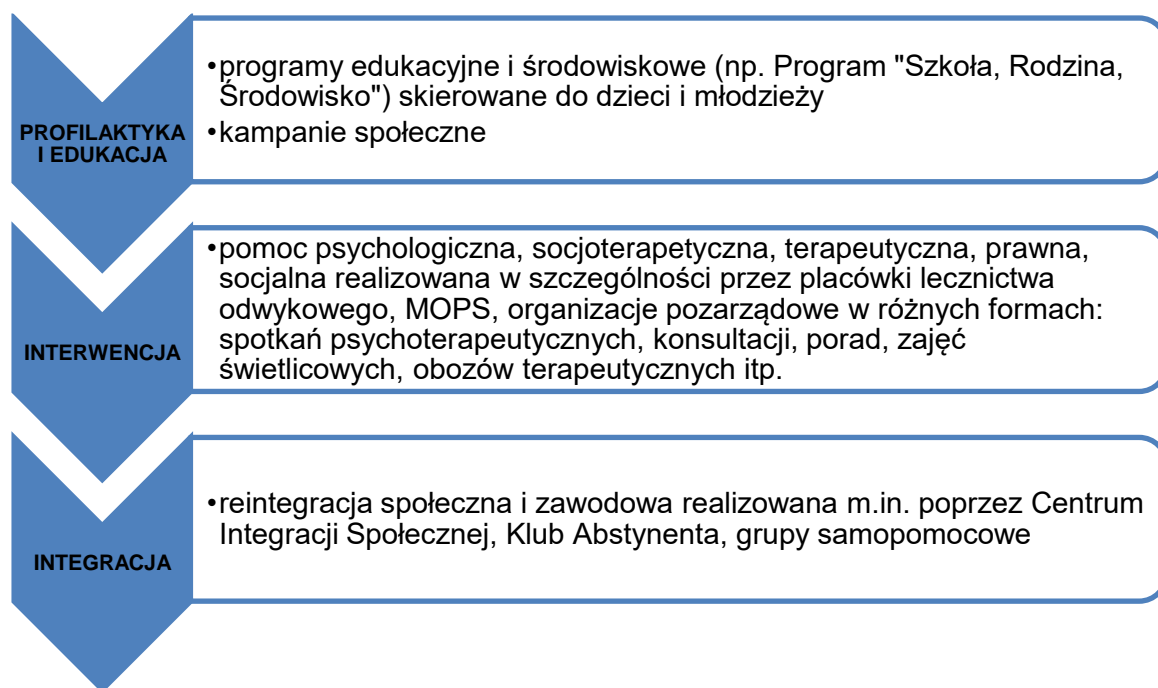 PROFILAKTYKA
I EDUKACJA
•programy edukacyjne i środowiskowe (np. Program "Szkoła, Rodzina,
Środowisko") skierowane do dzieci i młodzieży
•kampanie społeczne
INTERWENCJA
•pomoc psychologiczna, socjoterapetyczna, terapeutyczna, prawna,
socjalna realizowana w szczególności przez placówki lecznictwa
odwykowego, MOPS, organizacje pozarządowe w różnych formach:
spotkań psychoterapeutycznych, konsultacji, porad, zajęć
świetlicowych, obozów terapeutycznych itp.
INTEGRACJA
•reintegracja społeczna i zawodowa realizowana m.in. poprzez Centrum
Integracji Społecznej, Klub Abstynenta, grupy samopomocowe